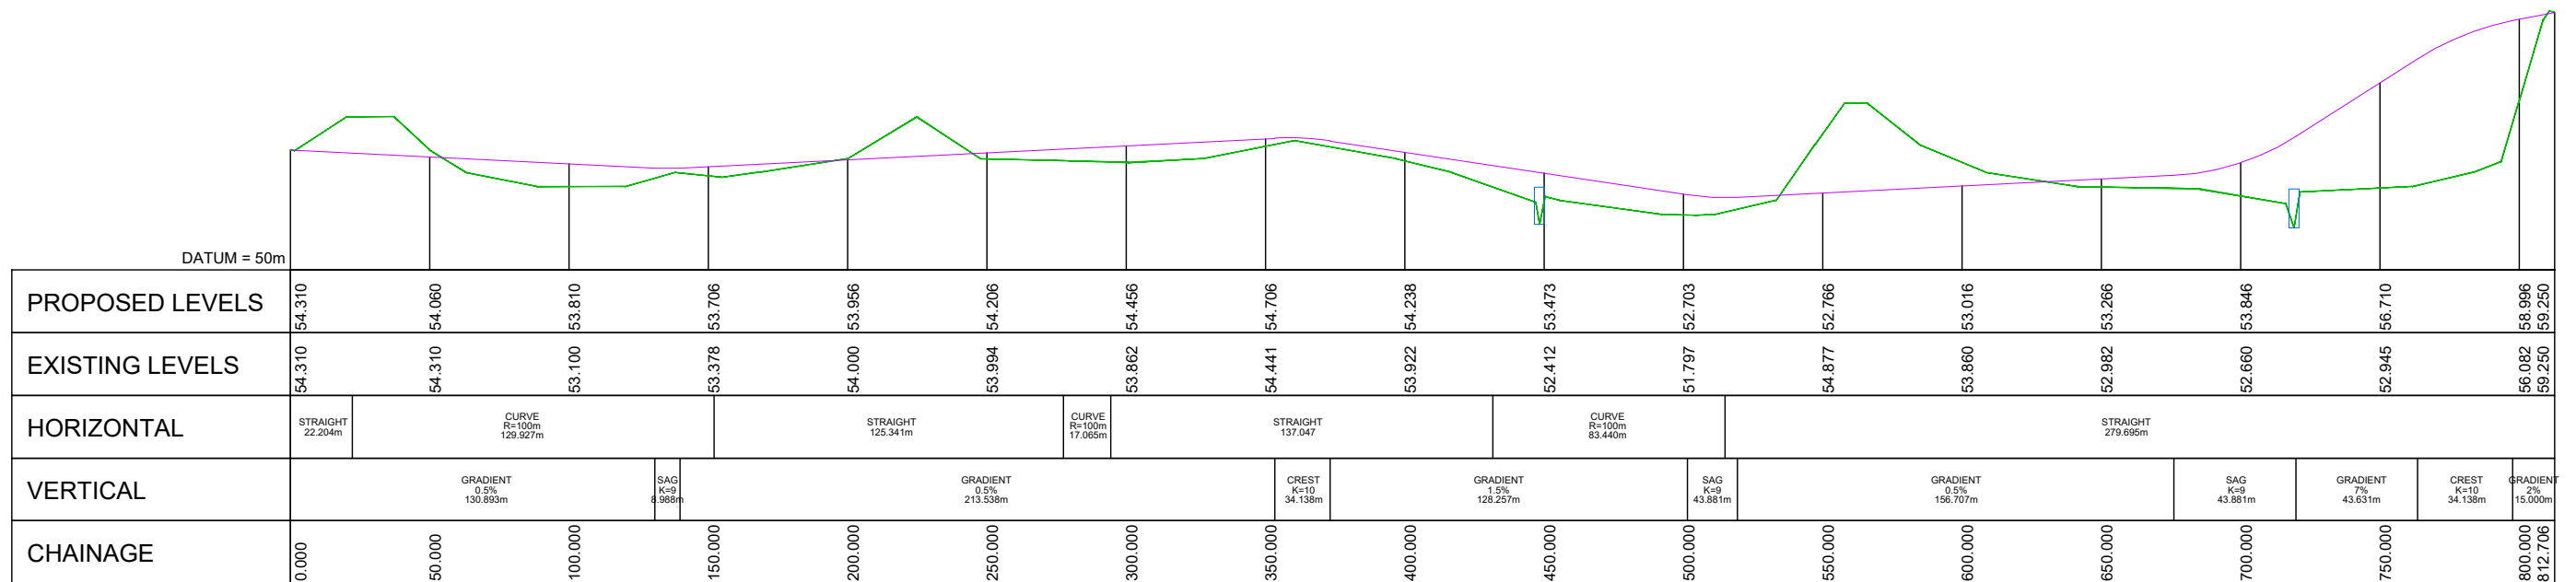 DATUM = 50m
PROPOSED LEVELS 54.310 54.060 53.810 53.706 53.956 54.206 54.456 54.706 54.238 53.473 52.703 52.766 53.016 53.266 53.846 56.710 58.996 59.250
EXISTING LEVELS 54.310 54.310 53.100 53.378 54.000 53.994 53.862 54.441 53.922 52.412 51.797 54.877 53.860 52.982 52.660 52.945 56.082 59.250
HORIZONTAL
STRAIGHT
22.204m
CURVE
R=100m
129.927m
STRAIGHT
125.341m
CURVE
R=100m
17.065m
STRAIGHT
137.047
CURVE
R=100m
83.440m
STRAIGHT
279.695m
VERTICAL
GRADIENT
0.5%
130.893m
SAG
K=9
8.988m
GRADIENT
0.5%
213.538m
CREST
K=10
34.138m
GRADIENT
1.5%
128.257m
SAG
K=9
43.881m
GRADIENT
0.5%
156.707m
SAG
K=9
43.881m
GRADIENT
7%
43.631m
CREST
K=10
34.138m
GRADIENT
2%
15.000m
CHAINAGE 0.000 50.000 100.000 150.000 200.000 250.000 300.000 350.000 400.000 450.000 500.000 550.000 600.000 650.000 700.000 750.000 800.000 812.706